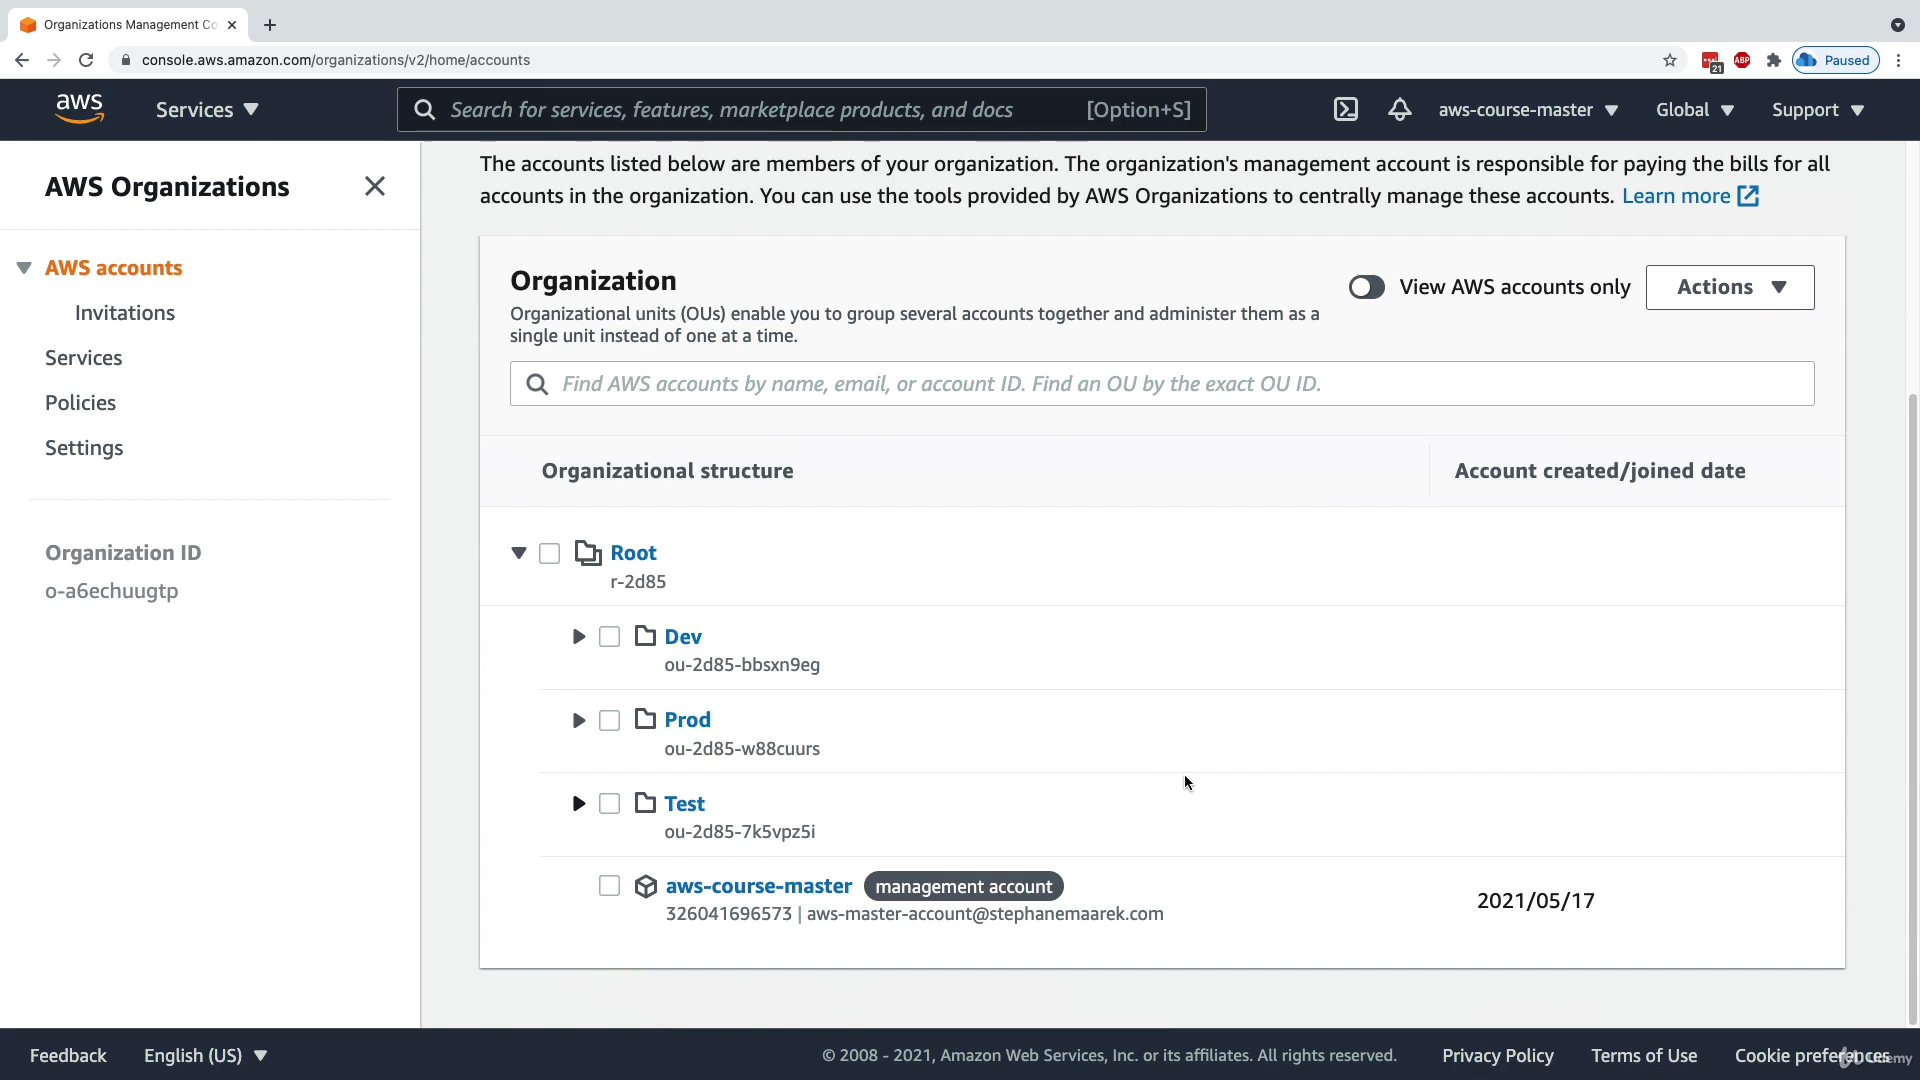 Organizations Management Co
console.aws.amazon.com/organizations/v2/home/accounts
21
ABP
Paused
aws
Services
Search for services, features, marketplace products, and docs
[Option+S]
aws-course-master
Global
Support
AWS Organizations
AWS accounts
Invitations
Services
Policies
Settings
Organization ID
o-a6echuugtp
The accounts listed below are members of your organization. The organization's management account is responsible for paying the bills for all
accounts in the organization. You can use the tools provided by AWS Organizations to centrally manage these accounts. Learn more
Organization
View AWS accounts only
Actions
Organizational units (OUs) enable you to group several accounts together and administer them as a
single unit instead of one at a time.
Find AWS accounts by name, email, or account ID. Find an OU by the exact OU ID.
Organizational structure
Account created/joined date
Root
r-2d85
Dev
ou-2d85-bbsxn9eg
Prod
ou-2d85-w88cuurs
Test
ou-2d85-7k5vpz5i
aws-course-master management account
326041696573 | aws-master-account@stephanemaarek.com
2021/05/17
Feedback
English (US)
© 2008 - 2021, Amazon Web Services, Inc. or its affiliates. All rights reserved.
Privacy Policy
Terms of Use
Cookie preferences
Udemy